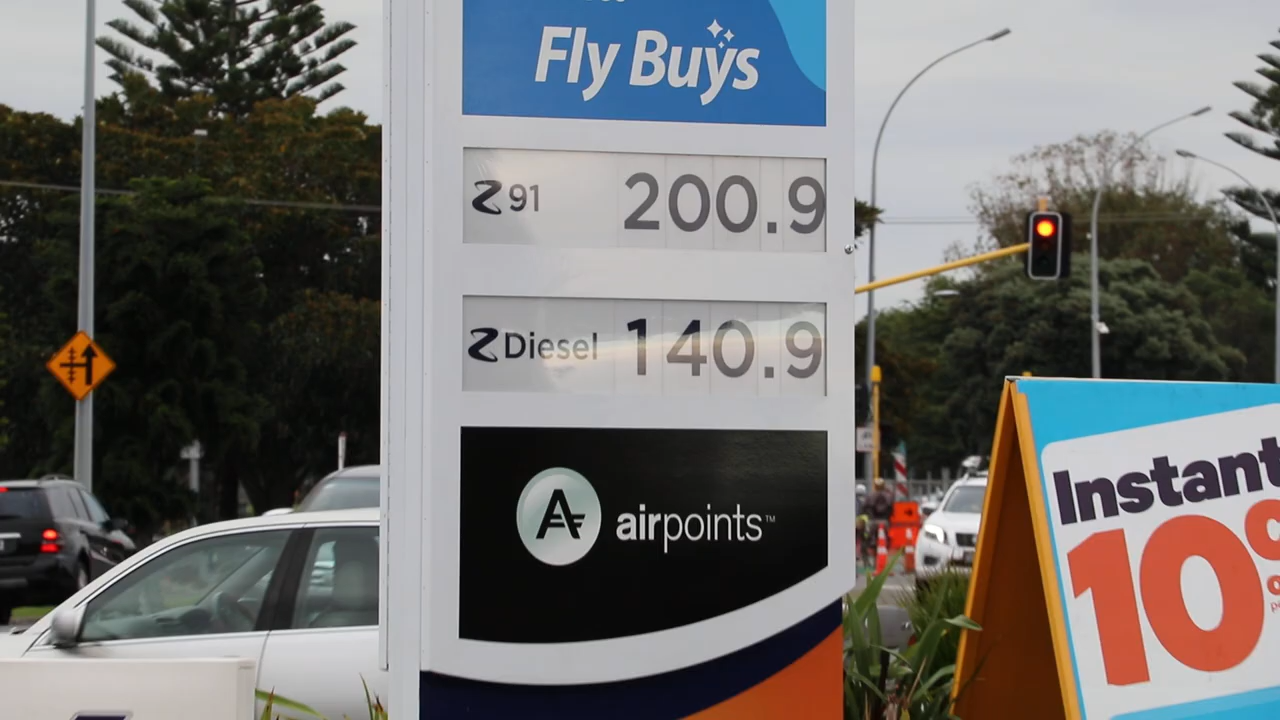 Fly Buys
Z 91 200.9
Z Diesel 140.9
A airpoints™
Instant
10